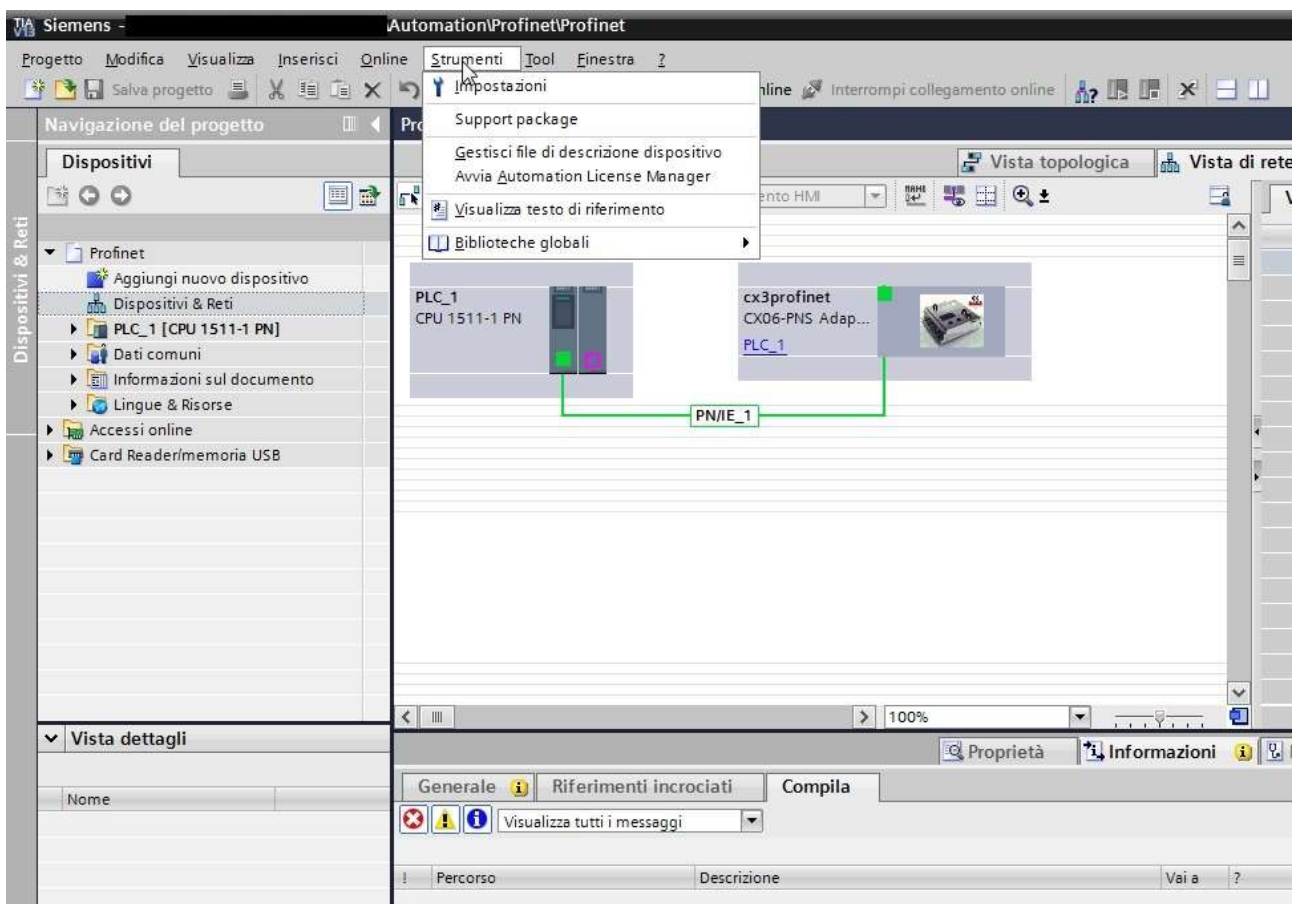 TIA V13 Siemens - \Automation\Profinet\Profinet
Progetto Modifica Visualizza Inserisci Online Strumenti Tool Finestra ?
Salva progetto Interrompi collegamento online
Impostazioni
Support package
Gestisci file di descrizione dispositivo
Avvia Automation License Manager
Visualizza testo di riferimento
Biblioteche globali
Navigazione del progetto
Dispositivi
Vista topologica Vista di rete
HMI
Dispositivi & Reti
Profinet
Aggiungi nuovo dispositivo
Dispositivi & Reti
PLC_1 [CPU 1511-1 PN]
Dati comuni
Informazioni sul documento
Lingue & Risorse
Accessi online
Card Reader/memoria USB
PLC_1
CPU 1511-1 PN
cx3profinet
CX06-PNS Adap...
PLC_1
PN/IE_1
100%
Vista dettagli
Nome
Proprietà Informazioni
Generale Riferimenti incrociati Compila
Visualizza tutti i messaggi
! Percorso Descrizione Vai a ?